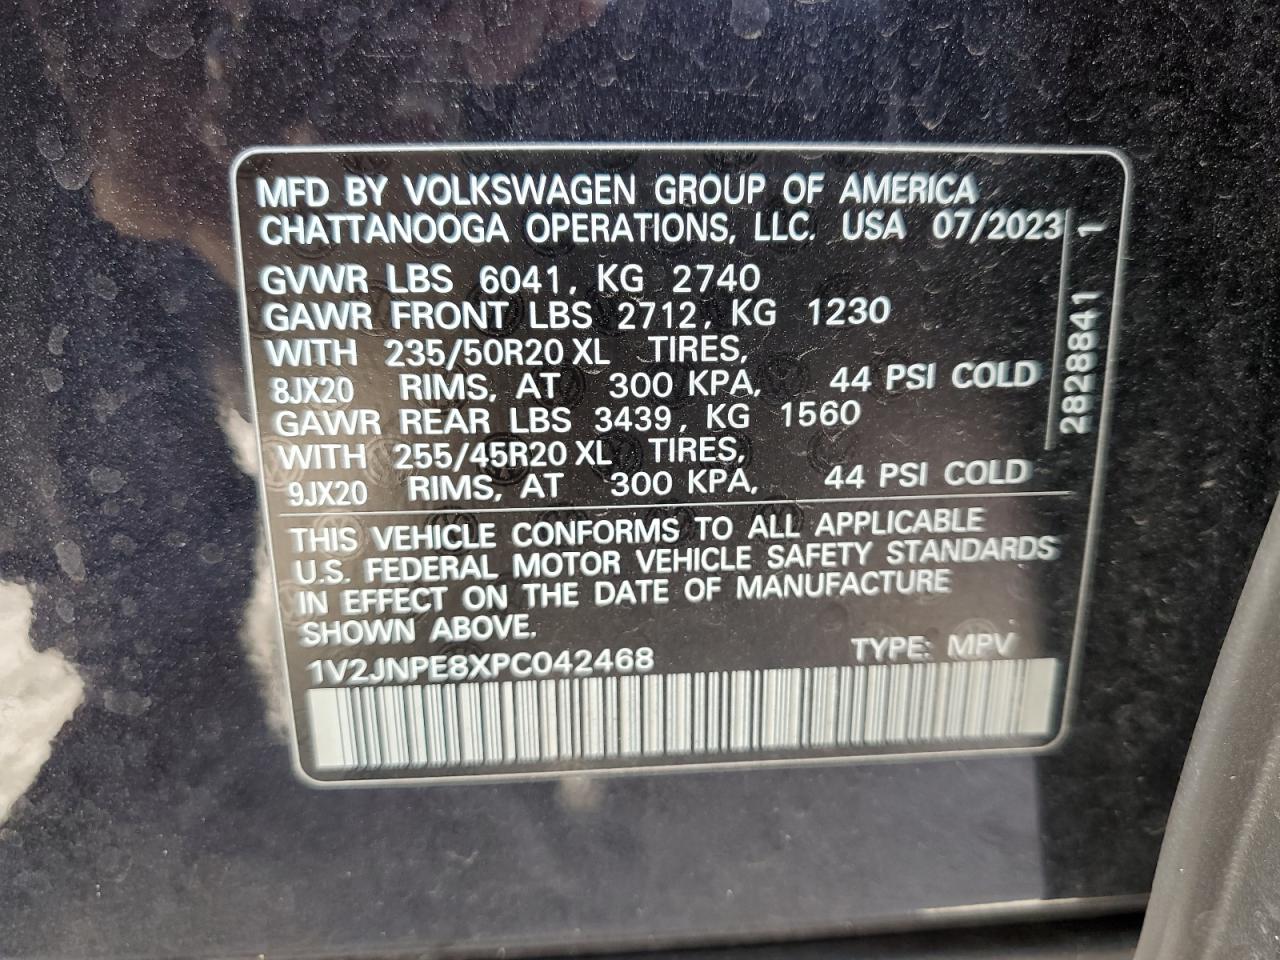 MFD BY VOLKSWAGEN GROUP OF AMERICA
CHATTANOOGA OPERATIONS, LLC. USA 07/2023
GVWR LBS 6041, KG 2740
GAWR FRONT LBS 2712, KG 1230
WITH 235/50R20 XL TIRES,
8JX20 RIMS, AT 300 KPA, 44 PSI COLD
GAWR REAR LBS 3439, KG 1560
WITH 255/45R20 XL TIRES,
9JX20 RIMS, AT 300 KPA, 44 PSI COLD
THIS VEHICLE CONFORMS TO ALL APPLICABLE
U.S. FEDERAL MOTOR VEHICLE SAFETY STANDARDS
IN EFFECT ON THE DATE OF MANUFACTURE
SHOWN ABOVE.
1V2JNPE8XPC042468 TYPE: MPV
2828841 1